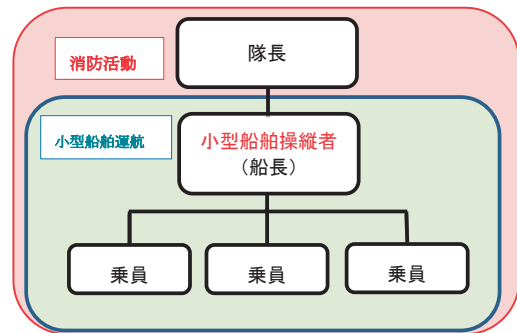 消防活動
隊長
小型船舶運航
小型船舶操縦者
（船長）
乗員
乗員
乗員